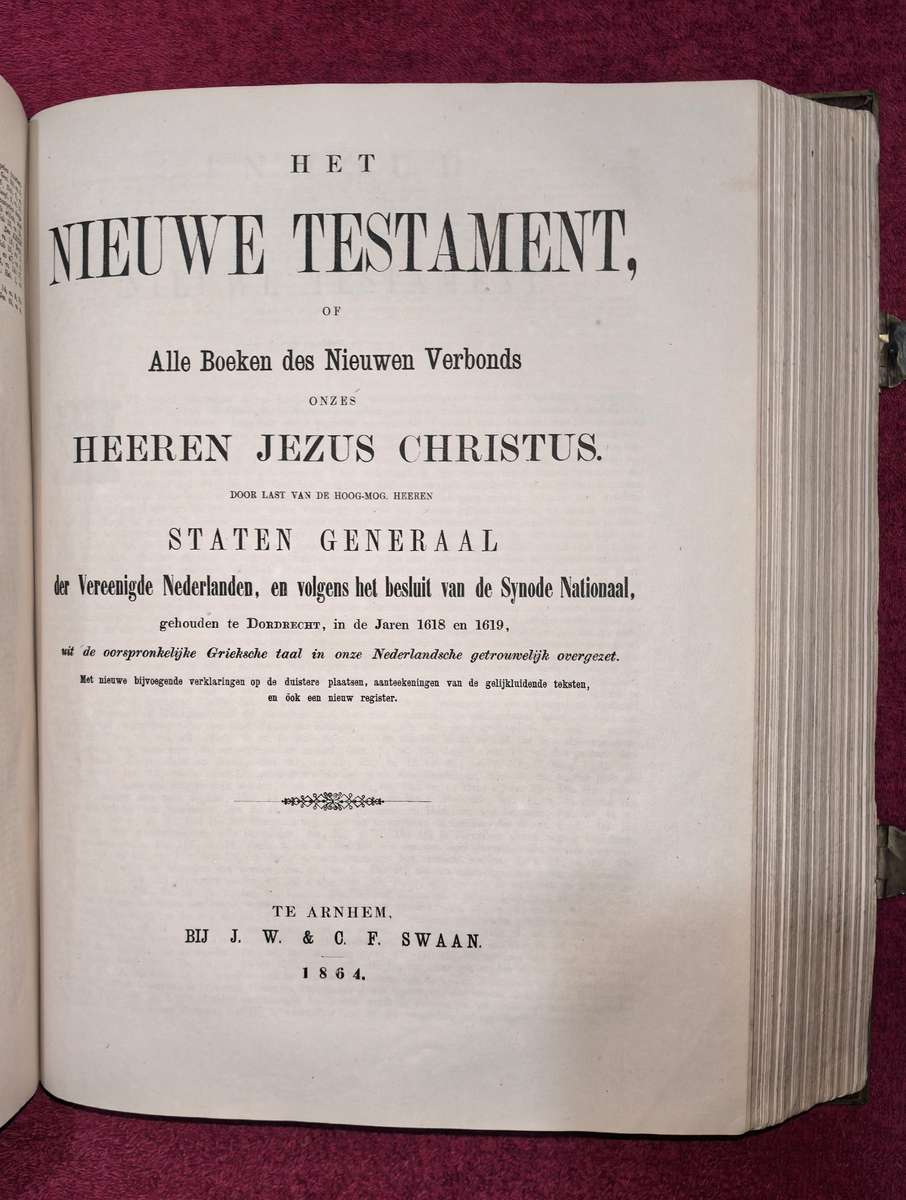 HET
NIEUWE TESTAMENT,
OF
Alle Boeken des Nieuwen Verbonds
ONZES
HEEREN JEZUS CHRISTUS.
DOOR LAST VAN DE HOOG-MOG. HEEREN
STATEN GENERAAL
der Vereenigde Nederlanden, en volgens het besluit van de Synode Nationaal,
gehouden te DORDRECHT, in de Jaren 1618 en 1619,
uit de oorspronkelijke Grieksche taal in onze Nederlandsche getrouwelijk overgezet.
Met nieuwe bijvoegende verklaringen op de duistere plaatsen, aanteekeningen van de gelijkluidende teksten,
en óok een nieuw register.
TE ARNHEM,
BIJ J. W. & C. F. SWAAN.
1864.